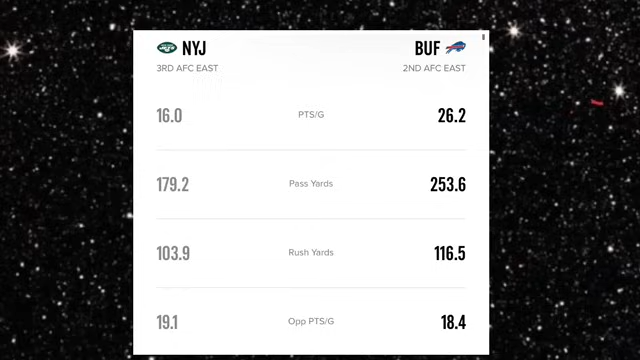 NYJ BUF
3RD AFC EAST 2ND AFC EAST
16.0 PTS/G 26.2
179.2 Pass Yards 253.6
103.9 Rush Yards 116.5
19.1 Opp PTS/G 18.4